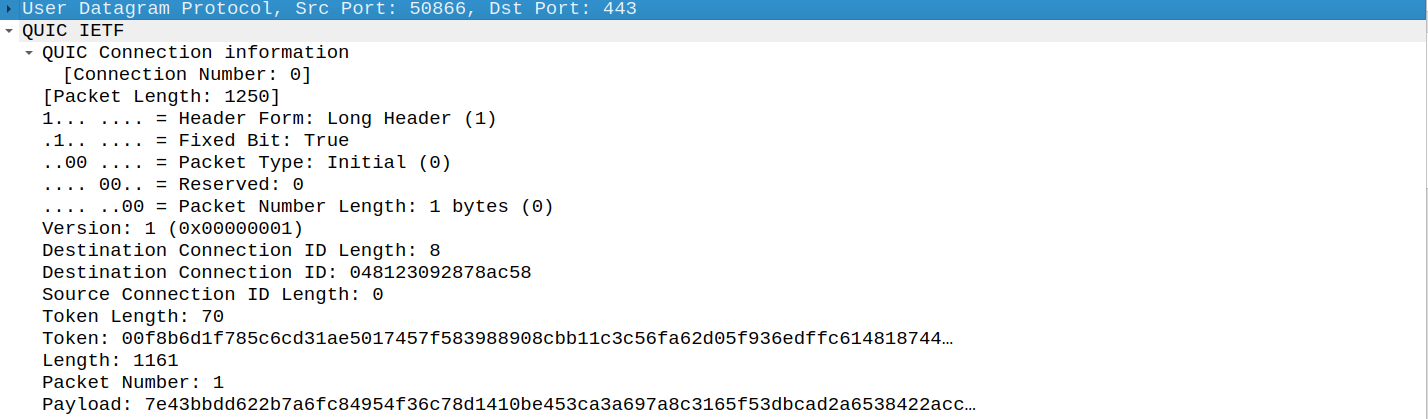 User Datagram Protocol, Src Port: 50866, Dst Port: 443
QUIC IETF
QUIC Connection information
[Connection Number: 0]
[Packet Length: 1250]
1... .... = Header Form: Long Header (1)
.1.. .... = Fixed Bit: True
..00 .... = Packet Type: Initial (0)
.... 00.. = Reserved: 0
.... ..00 = Packet Number Length: 1 bytes (0)
Version: 1 (0x00000001)
Destination Connection ID Length: 8
Destination Connection ID: 048123092878ac58
Source Connection ID Length: 0
Token Length: 70
Token: 00f8b6d1f785c6cd31ae5017457f583988908cbb11c3c56fa62d05f936edffc614818744…
Length: 1161
Packet Number: 1
Payload: 7e43bbdd622b7a6fc84954f36c78d1410be453ca3a697a8c3165f53dbcad2a6538422acc…